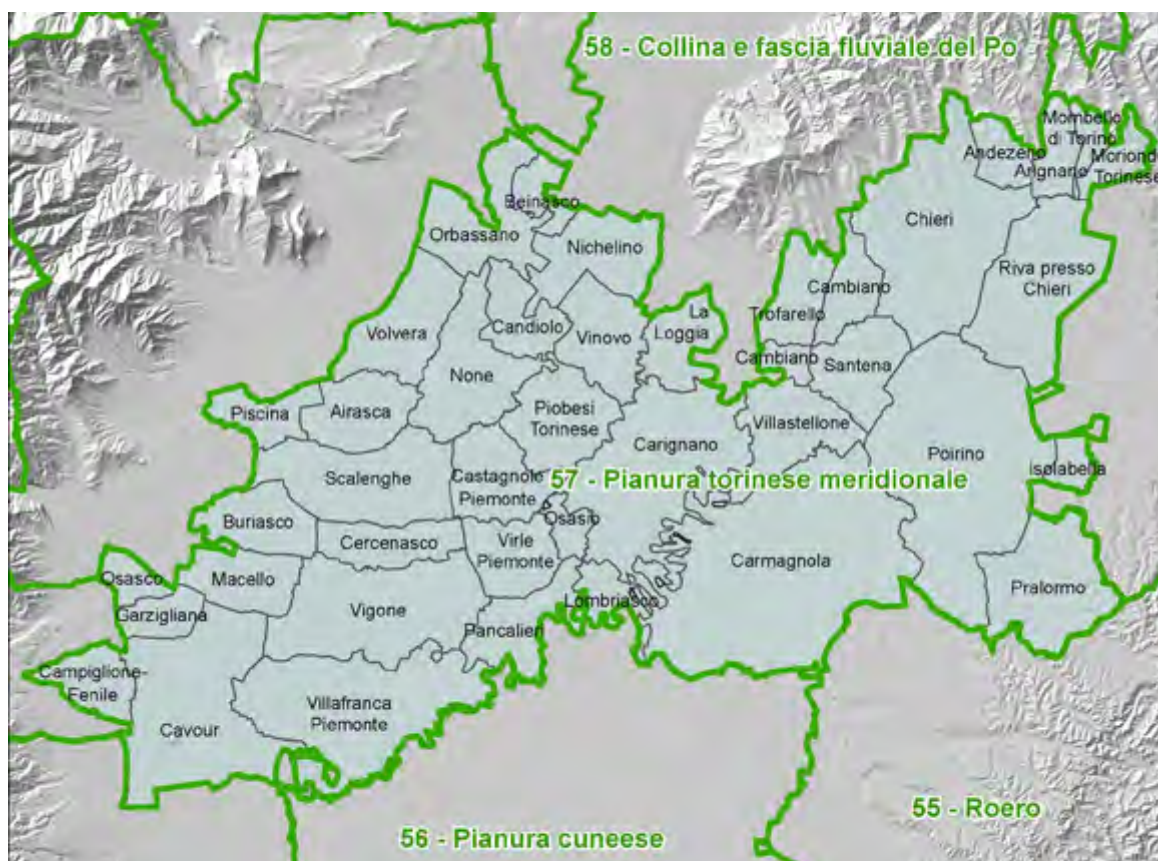 58 - Collina e fascia fluviale del Po
Mombello
di Torino
Andezeno
Arignano
Moriondo
Torinese
Beinasco
Chieri
Orbassano
Nichelino
Riva presso
Chieri
Cambiano
La
Loggia
Trofarello
Volvera
Candiolo
Vinovo
Cambiano
Santena
None
Piscina
Airasca
Piobesi
Torinese
Villastellone
Carignano
Poirino
Isolabella
Scalenghe
Castagnole
Piemonte
57 - Pianura torinese meridionale
Buriasco
Osasio
Cercenasco
Virle
Piemonte
Carmagnola
Osasco
Macello
Pralormo
Garzigliana
Vigone
Lombriasco
Pancalieri
Campiglione-
Fenile
Villafranca
Piemonte
Cavour
55 - Roero
56 - Pianura cuneese